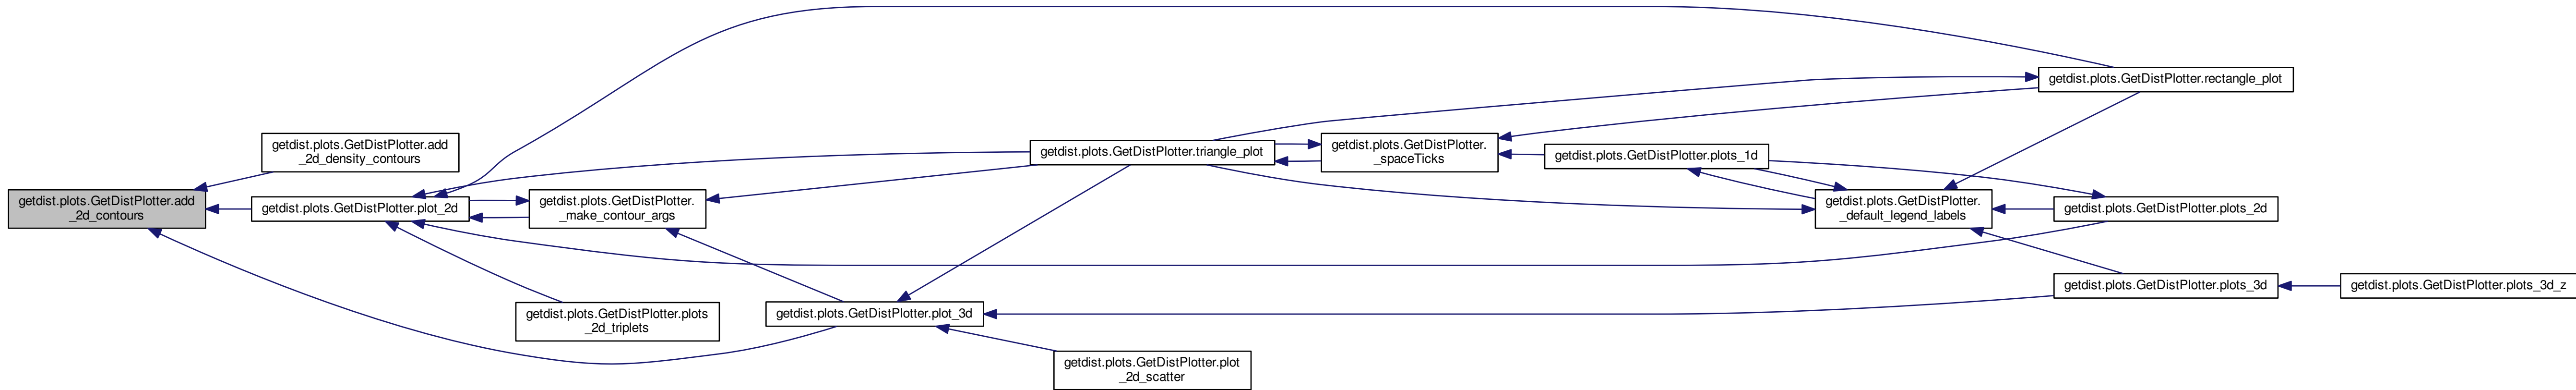 getdist.plots.GetDistPlotter.add
_2d_contours
getdist.plots.GetDistPlotter.add
_2d_density_contours
getdist.plots.GetDistPlotter.plot_2d
getdist.plots.GetDistPlotter.
_make_contour_args
getdist.plots.GetDistPlotter.plots
_2d_triplets
getdist.plots.GetDistPlotter.plot_3d
getdist.plots.GetDistPlotter.triangle_plot
getdist.plots.GetDistPlotter.plot
_2d_scatter
getdist.plots.GetDistPlotter.
_spaceTicks
getdist.plots.GetDistPlotter.plots_1d
getdist.plots.GetDistPlotter.
_default_legend_labels
getdist.plots.GetDistPlotter.rectangle_plot
getdist.plots.GetDistPlotter.plots_2d
getdist.plots.GetDistPlotter.plots_3d
getdist.plots.GetDistPlotter.plots_3d_z